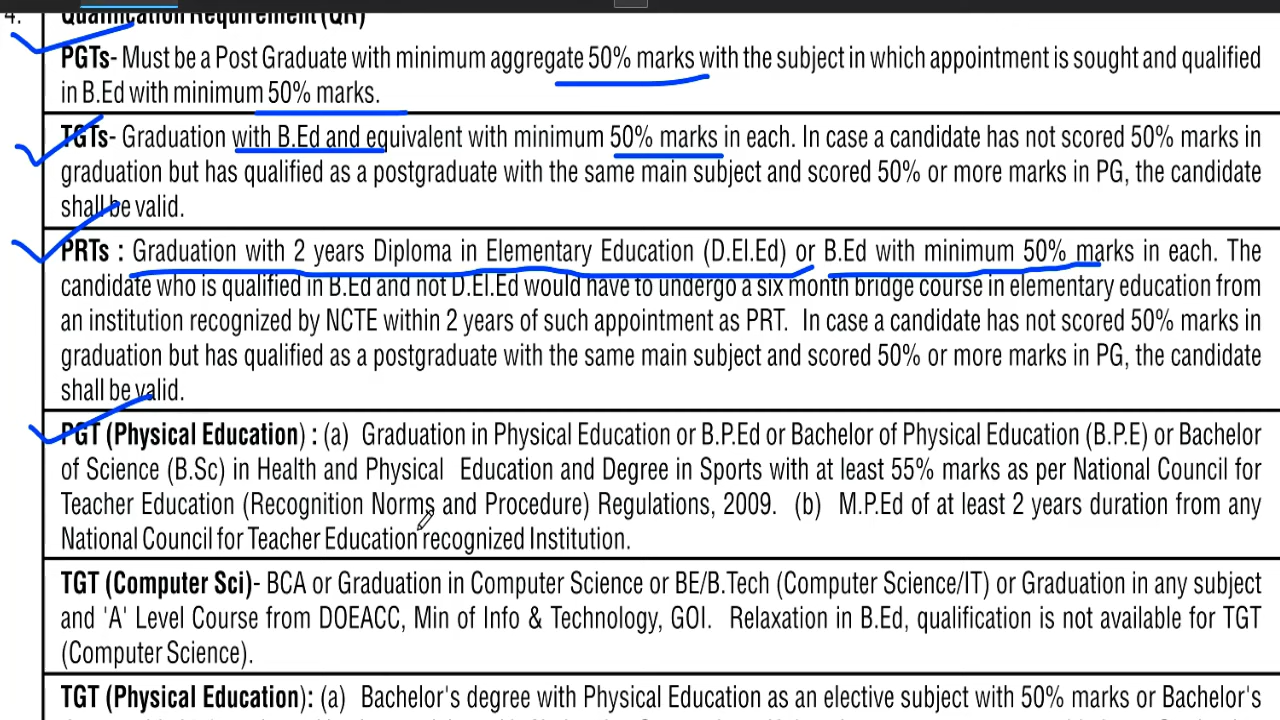 4. Qualification Requirement (QR)
PGTs- Must be a Post Graduate with minimum aggregate 50% marks with the subject in which appointment is sought and qualified
in B.Ed with minimum 50% marks.
TGTs- Graduation with B.Ed and equivalent with minimum 50% marks in each. In case a candidate has not scored 50% marks in
graduation but has qualified as a postgraduate with the same main subject and scored 50% or more marks in PG, the candidate
shall be valid.
PRTs : Graduation with 2 years Diploma in Elementary Education (D.El.Ed) or B.Ed with minimum 50% marks in each. The
candidate who is qualified in B.Ed and not D.El.Ed would have to undergo a six month bridge course in elementary education from
an institution recognized by NCTE within 2 years of such appointment as PRT. In case a candidate has not scored 50% marks in
graduation but has qualified as a postgraduate with the same main subject and scored 50% or more marks in PG, the candidate
shall be valid.
PGT (Physical Education) : (a) Graduation in Physical Education or B.P.Ed or Bachelor of Physical Education (B.P.E) or Bachelor
of Science (B.Sc) in Health and Physical Education and Degree in Sports with at least 55% marks as per National Council for
Teacher Education (Recognition Norms and Procedure) Regulations, 2009. (b) M.P.Ed of at least 2 years duration from any
National Council for Teacher Education recognized Institution.
TGT (Computer Sci)- BCA or Graduation in Computer Science or BE/B.Tech (Computer Science/IT) or Graduation in any subject
and 'A' Level Course from DOEACC, Min of Info & Technology, GOI. Relaxation in B.Ed, qualification is not available for TGT
(Computer Science).
TGT (Physical Education): (a) Bachelor's degree with Physical Education as an elective subject with 50% marks or Bachelor's